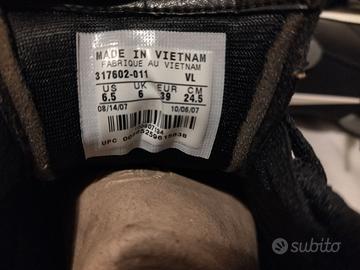 MADE IN VIETNAM
FABRIQUE AU VIETNAM
317602-011 VL
US UK EUR CM
6.5 6 39 24.5
08/14/07 10/06/07
UPC
subito